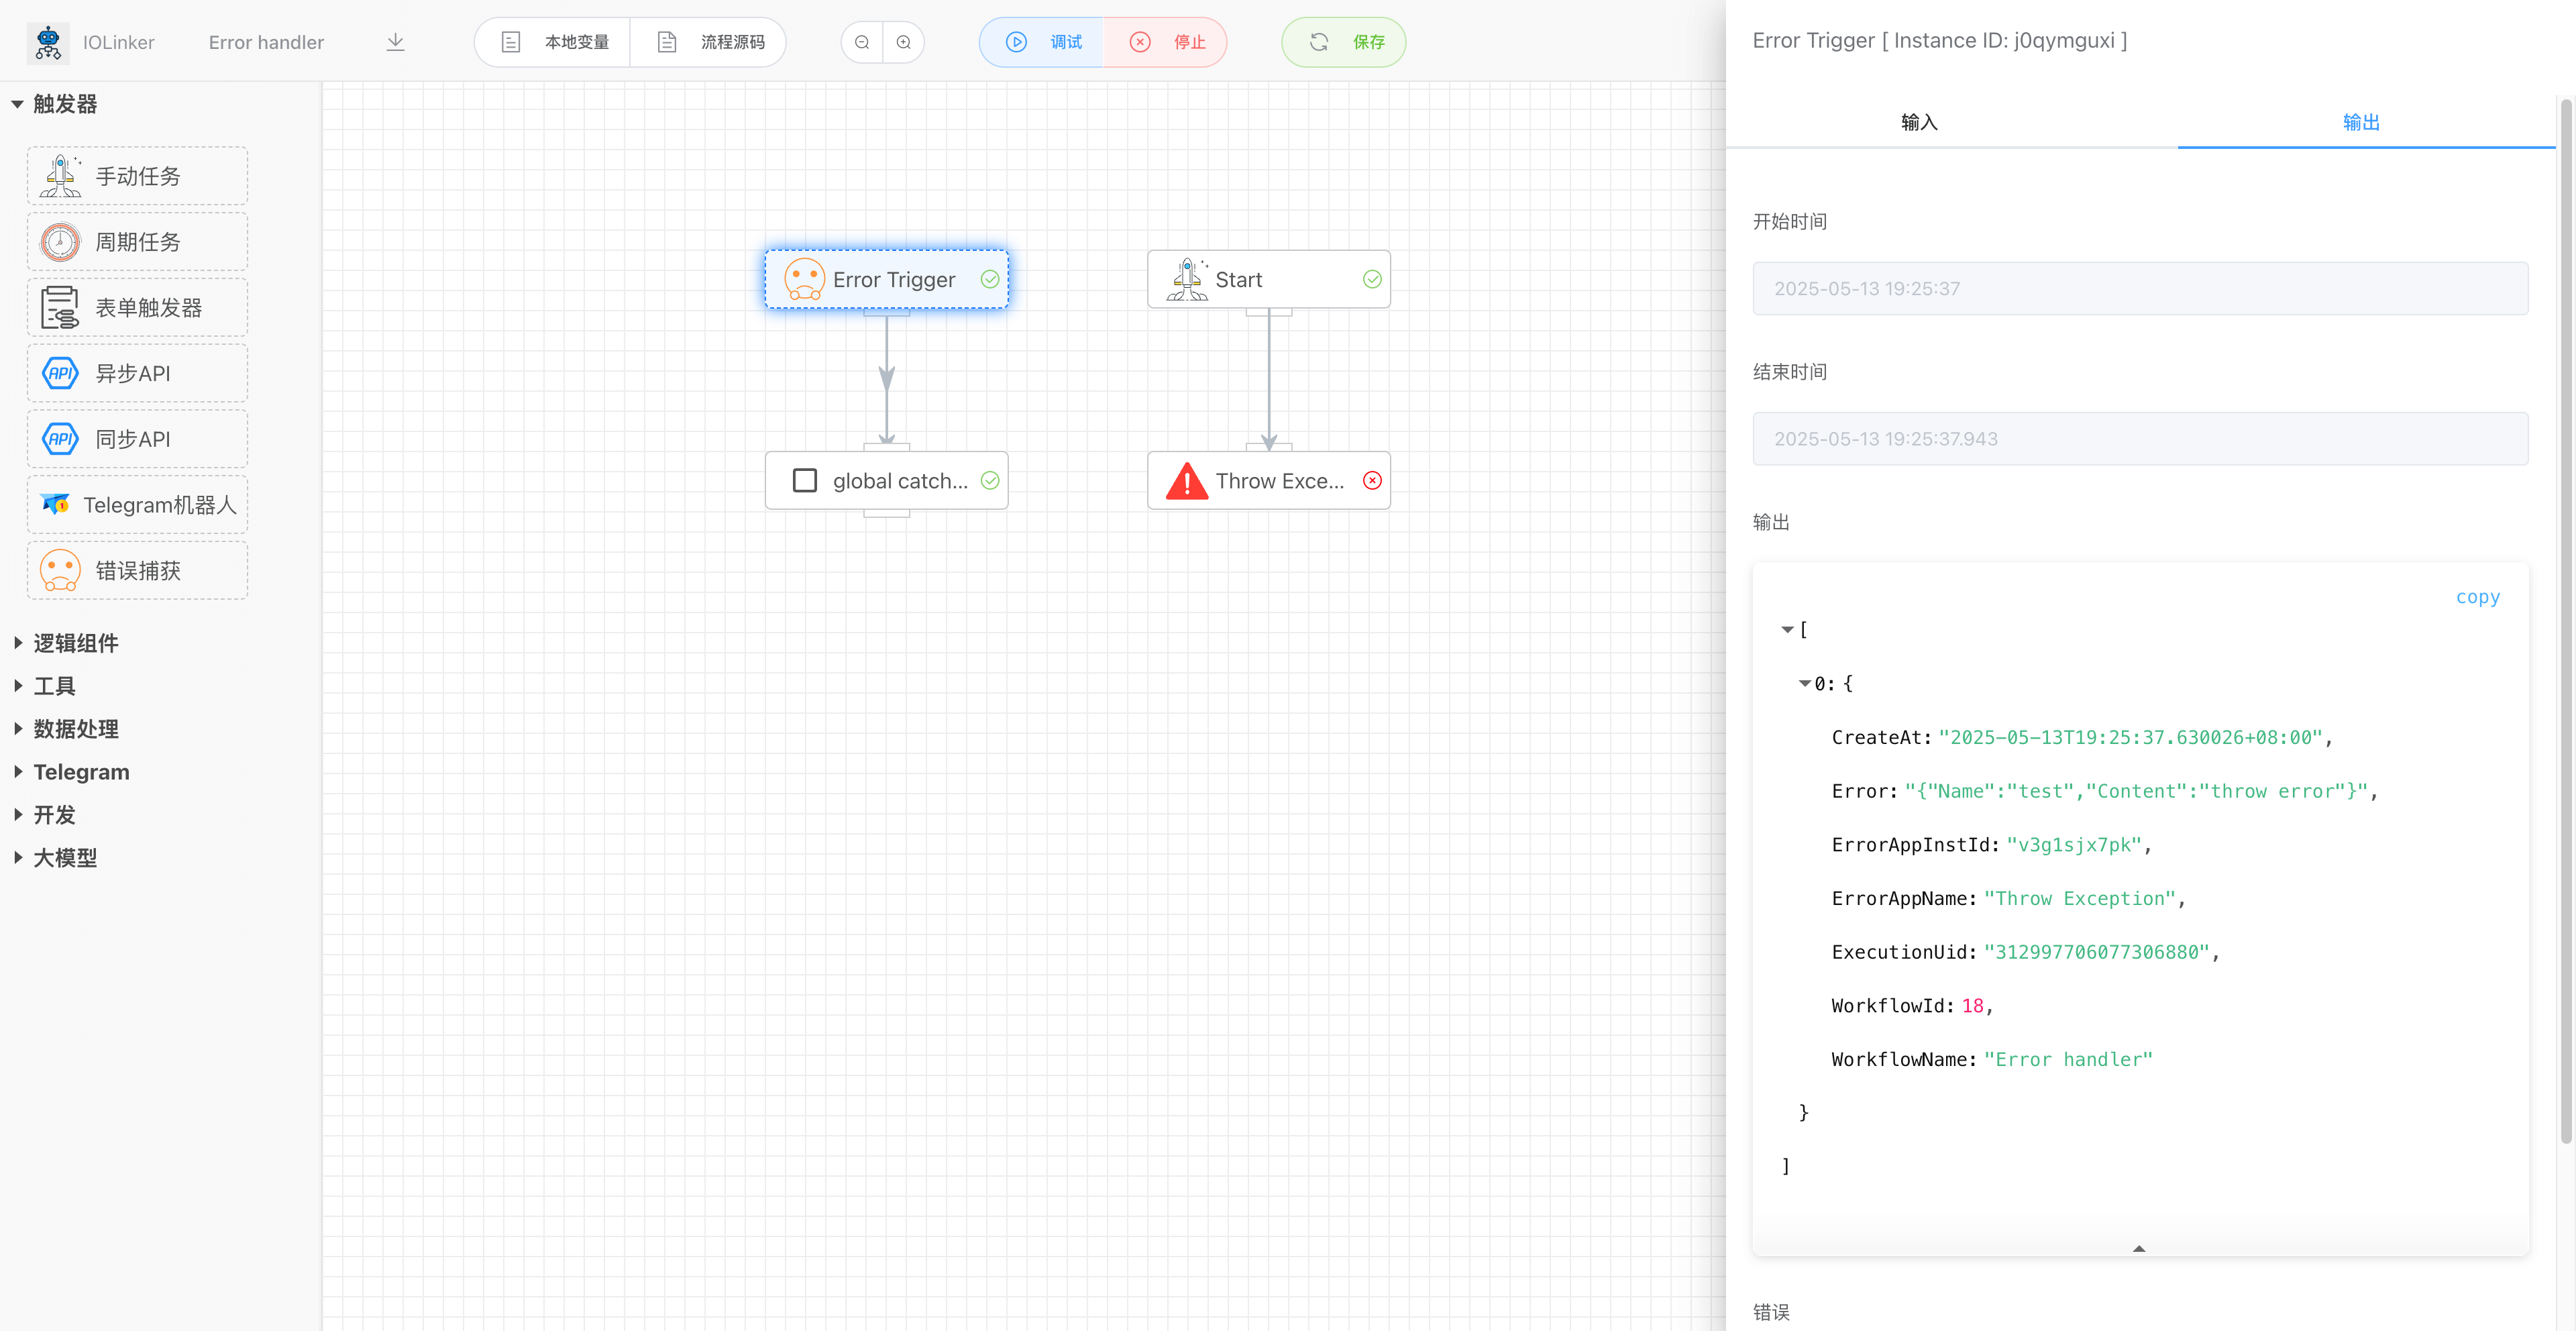 IOLinker
Error handler
本地变量
流程源码
调试
停止
保存
触发器
手动任务
周期任务
表单触发器
API
异步API
API
同步API
1
Telegram机器人
错误捕获
逻辑组件
工具
数据处理
Telegram
开发
大模型
Error Trigger
Start
global catch...
Throw Exce...
Error Trigger [ Instance ID: j0qymguxi ]
输入
输出
开始时间
2025-05-13 19:25:37
结束时间
2025-05-13 19:25:37.943
输出
copy
[
0: {
CreateAt: "2025-05-13T19:25:37.630026+08:00",
Error: "{"Name":"test","Content":"throw error"}",
ErrorAppInstId: "v3g1sjx7pk",
ErrorAppName: "Throw Exception",
ExecutionUid: "312997706077306880",
WorkflowId: 18,
WorkflowName: "Error handler"
}
]
错误